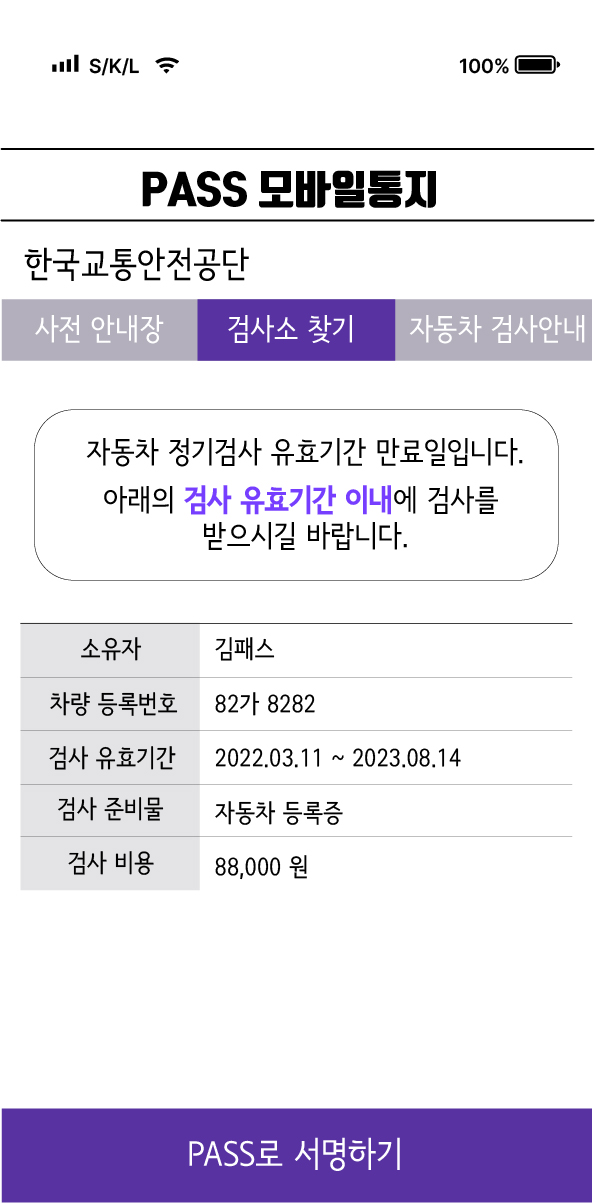 S/K/L 100%
PASS 모바일통지
한국교통안전공단
사전 안내장 검사소 찾기 자동차 검사안내
자동차 정기검사 유효기간 만료일입니다.
아래의 검사 유효기간 이내에 검사를
받으시길 바랍니다.
소유자 김패스
차량 등록번호 82가 8282
검사 유효기간 2022.03.11 ~ 2023.08.14
검사 준비물 자동차 등록증
검사 비용 88,000 원
PASS로 서명하기